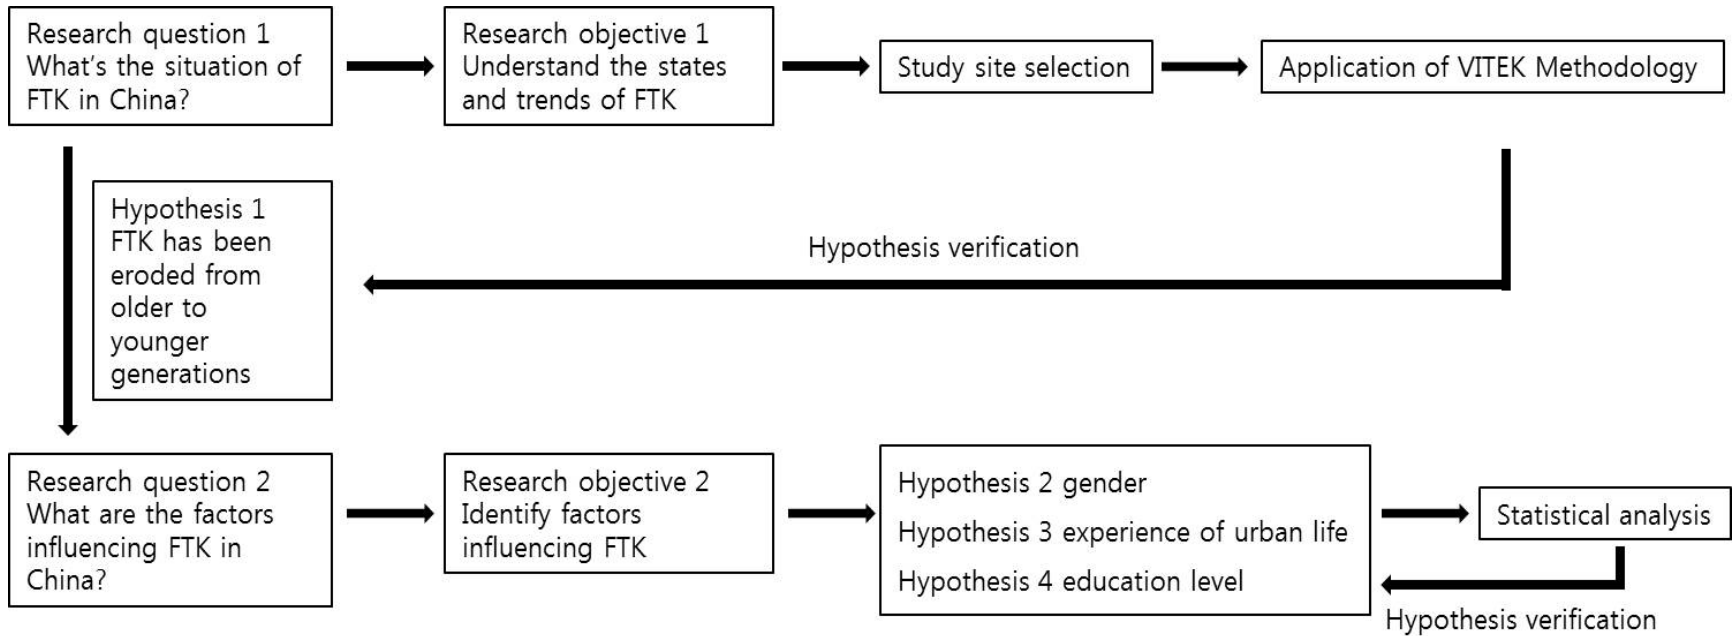 Research question 1
What's the situation of
FTK in China?
Research objective 1
Understand the states
and trends of FTK
Study site selection
Application of VITEK Methodology
Hypothesis 1
FTK has been
eroded from
older to
younger
generations
Hypothesis verification
Research question 2
What are the factors
influencing FTK in
China?
Research objective 2
Identify factors
influencing FTK
Hypothesis 2 gender
Hypothesis 3 experience of urban life
Hypothesis 4 education level
Statistical analysis
Hypothesis verification